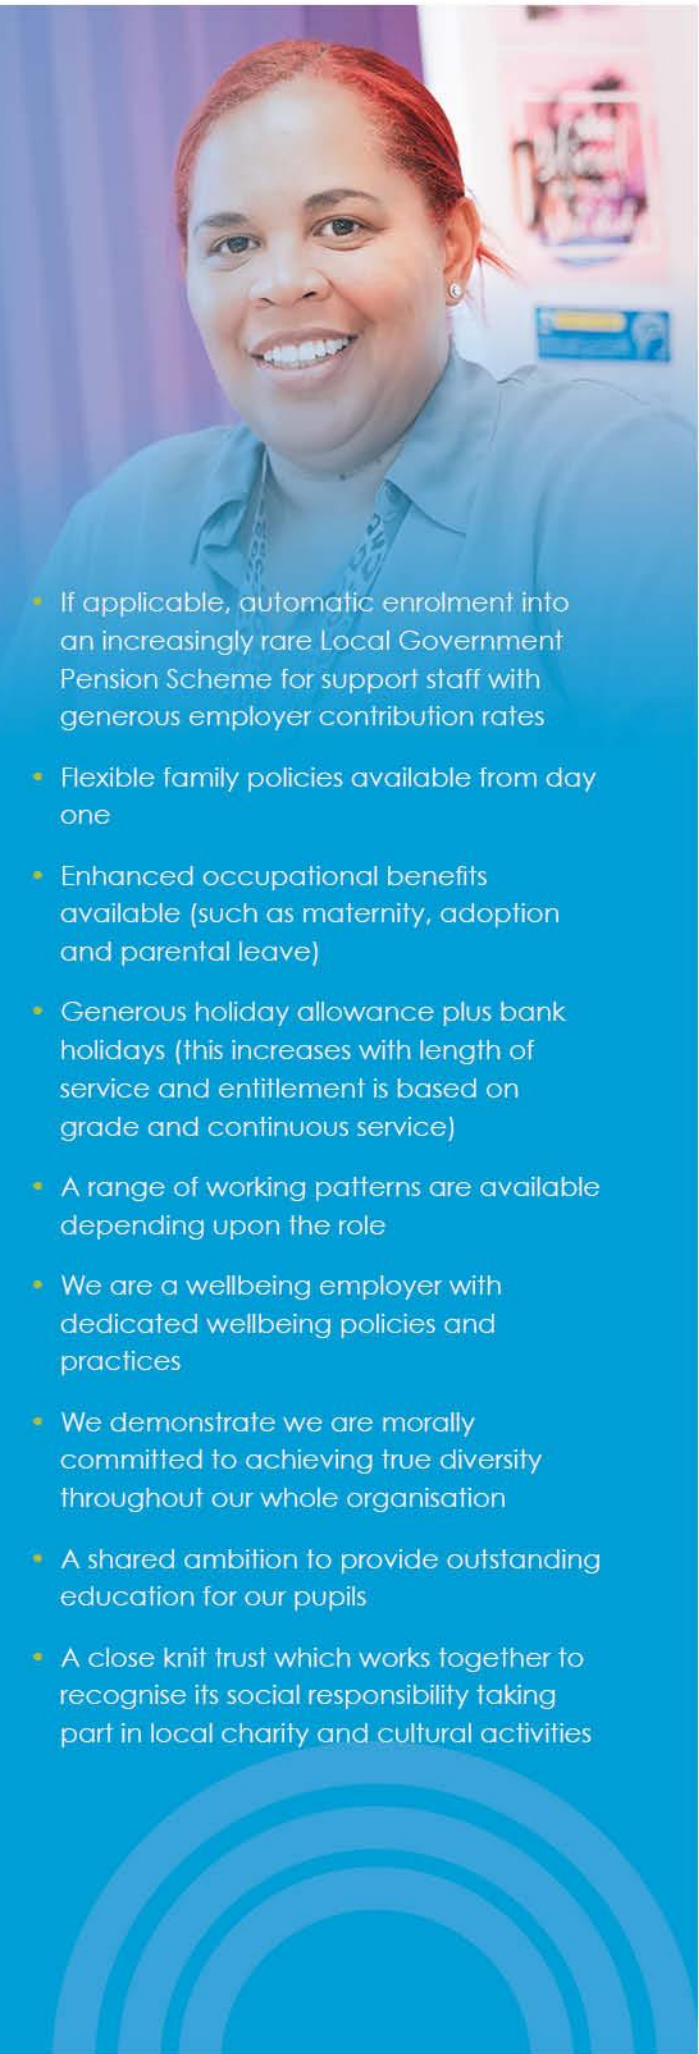 • If applicable, automatic enrolment into
an increasingly rare Local Government
Pension Scheme for support staff with
generous employer contribution rates
• Flexible family policies available from day
one
• Enhanced occupational benefits
available (such as maternity, adoption
and parental leave)
• Generous holiday allowance plus bank
holidays (this increases with length of
service and entitlement is based on
grade and continuous service)
• A range of working patterns are available
depending upon the role
• We are a wellbeing employer with
dedicated wellbeing policies and
practices
• We demonstrate we are morally
committed to achieving true diversity
throughout our whole organisation
• A shared ambition to provide outstanding
education for our pupils
• A close knit trust which works together to
recognise its social responsibility taking
part in local charity and cultural activities